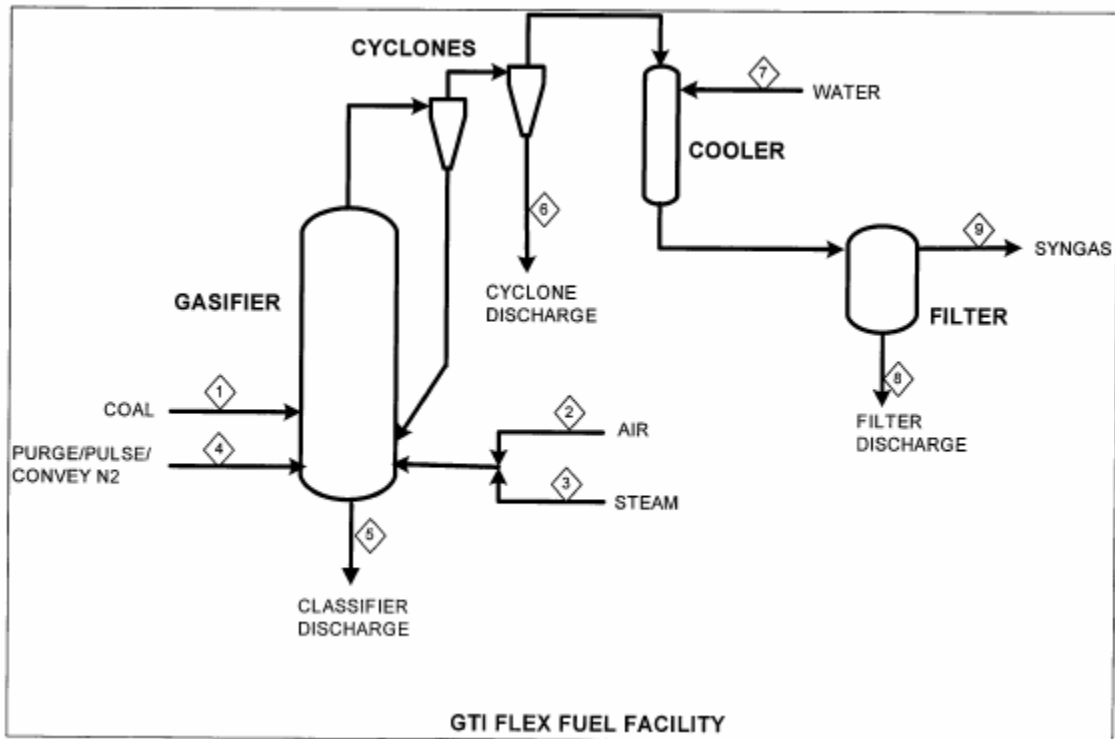 CYCLONES
7
WATER
COOLER
6
9
SYNGAS
CYCLONE
DISCHARGE
GASIFIER
FILTER
1
COAL
2
AIR
8
FILTER
DISCHARGE
PURGE/PULSE/
CONVEY N2
4
3
STEAM
5
CLASSIFIER
DISCHARGE
GTI FLEX FUEL FACILITY